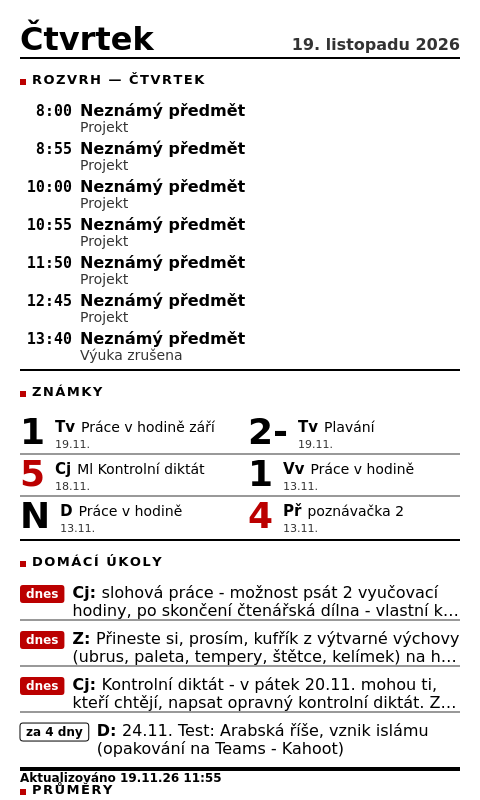 Čtvrtek 19. listopadu 2026
ROZVRH — ČTVRTEK
8:00 Neznámý předmět
Projekt
8:55 Neznámý předmět
Projekt
10:00 Neznámý předmět
Projekt
10:55 Neznámý předmět
Projekt
11:50 Neznámý předmět
Projekt
12:45 Neznámý předmět
Projekt
13:40 Neznámý předmět
Výuka zrušena
ZNÁMKY
1 Tv Práce v hodině září
19.11.
2- Tv Plavání
19.11.
5 Cj Ml Kontrolní diktát
18.11.
1 Vv Práce v hodině
13.11.
N D Práce v hodině
13.11.
4 Př poznávačka 2
13.11.
DOMÁCÍ ÚKOLY
dnes Cj: slohová práce - možnost psát 2 vyučovací
hodiny, po skončení čtenářská dílna - vlastní k...
dnes Z: Přineste si, prosím, kufřík z výtvarné výchovy
(ubrus, paleta, tempery, štětce, kelímek) na h...
dnes Cj: Kontrolní diktát - v pátek 20.11. mohou ti,
kteří chtějí, napsat opravný kontrolní diktát. Z...
za 4 dny D: 24.11. Test: Arabská říše, vznik islámu
(opakování na Teams - Kahoot)
Aktualizováno 19.11.26 11:55
PRŮMĚRY